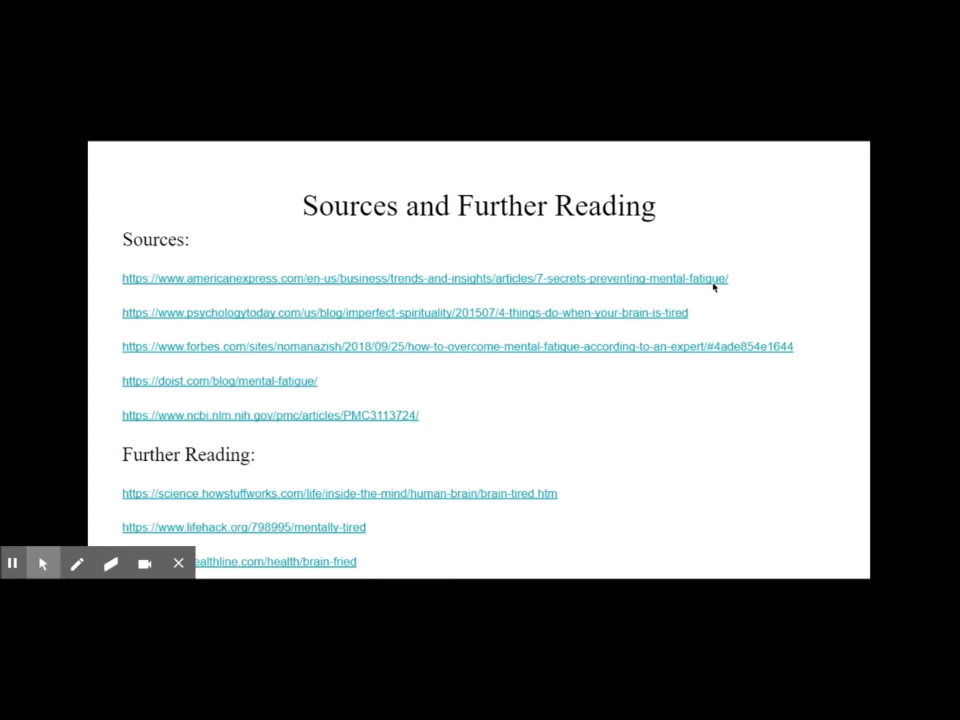 Sources and Further Reading
Sources:
https://www.americanexpress.com/en-us/business/trends-and-insights/articles/7-secrets-preventing-mental-fatigue/
https://www.psychologytoday.com/us/blog/imperfect-spirituality/201507/4-things-do-when-your-brain-is-tired
https://www.forbes.com/sites/nomanazish/2018/09/25/how-to-overcome-mental-fatigue-according-to-an-expert/#4ade854e1644
https://doist.com/blog/mental-fatigue/
https://www.ncbi.nlm.nih.gov/pmc/articles/PMC3113724/
Further Reading:
https://science.howstuffworks.com/life/inside-the-mind/human-brain/brain-tired.htm
https://www.lifehack.org/798995/mentally-tired
ealthline.com/health/brain-fried